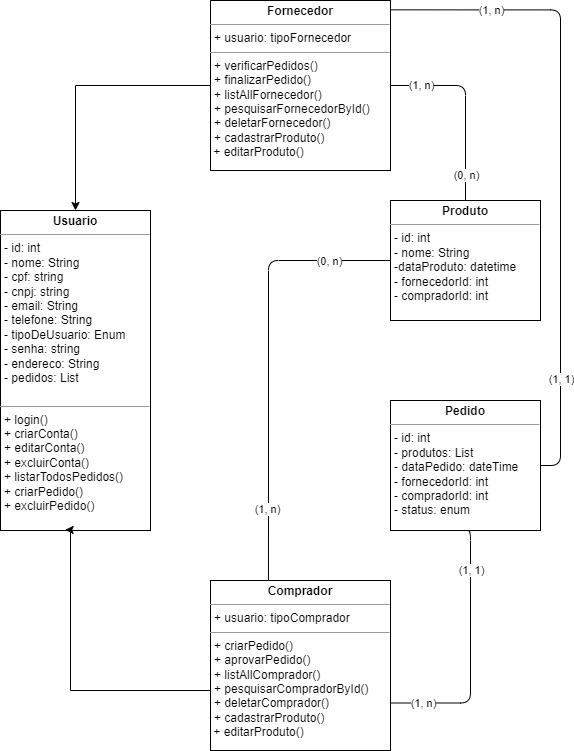 Fornecedor
+ usuario: tipoFornecedor
+ verificarPedidos()
+ finalizarPedido()
+ listAllFornecedor()
+ pesquisarFornecedorById()
+ deletarFornecedor()
+ cadastrarProduto()
+ editarProduto()
(1, n)
(1, n)
(0, n)
Usuario
- id: int
- nome: String
- cpf: string
- cnpj: string
- email: String
- telefone: String
- tipoDeUsuario: Enum
- senha: string
- endereco: String
- pedidos: List
+ login()
+ criarConta()
+ editarConta()
+ excluirConta()
+ listarTodosPedidos()
+ criarPedido()
+ excluirPedido()
Produto
- id: int
- nome: String
-dataProduto: datetime
- fornecedorId: int
- compradorId: int
(0, n)
(1, 1)
Pedido
- id: int
- produtos: List
- dataPedido: dateTime
- fornecedorId: int
- compradorId: int
- status: enum
(1, n)
(1, 1)
Comprador
+ usuario: tipoComprador
+ criarPedido()
+ aprovarPedido()
+ listAllComprador()
+ pesquisarCompradorById()
+ deletarComprador()
+ cadastrarProduto()
+ editarProduto()
(1, n)